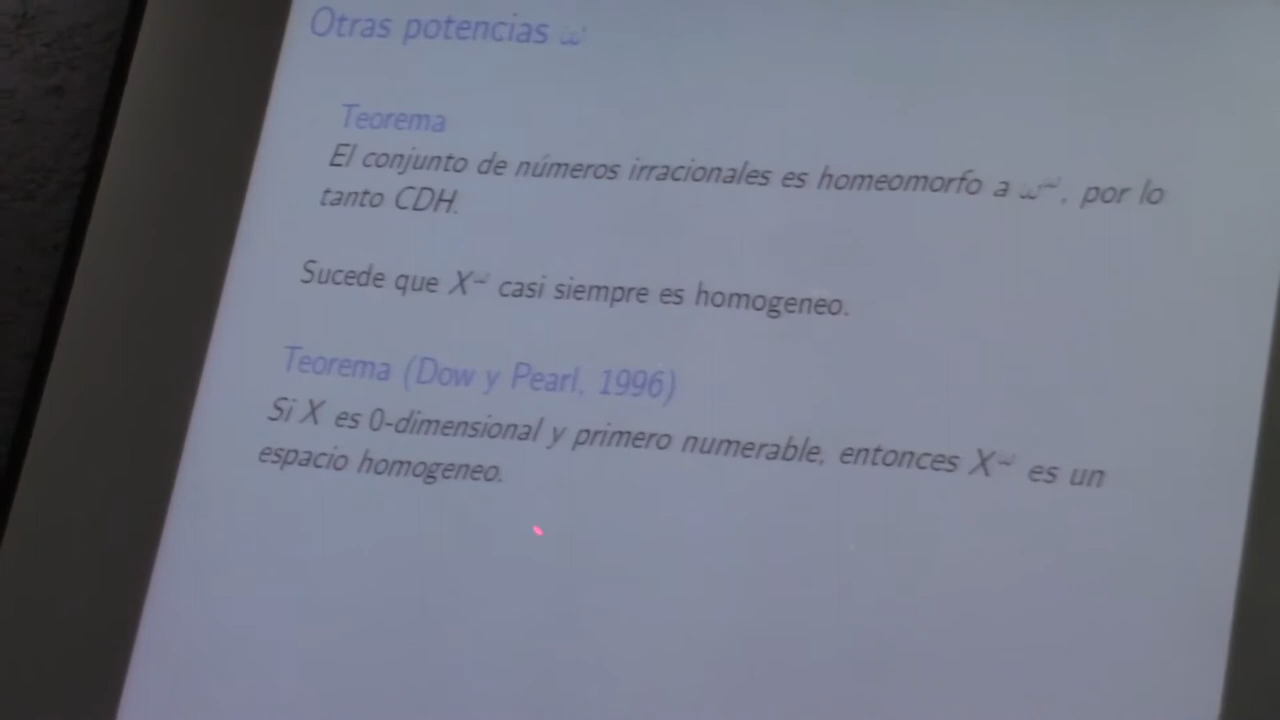 Otras potencias ω
Teorema
El conjunto de números irracionales es homeomorfo a ω^ω, por lo
tanto CDH.
Sucede que X^ω casi siempre es homogeneo.
Teorema (Dow y Pearl, 1996)
Si X es 0-dimensional y primero numerable, entonces X^ω es un
espacio homogeneo.